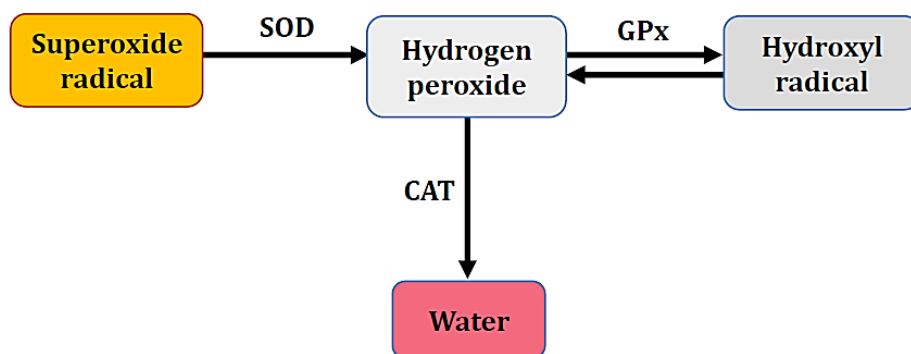 Superoxide
radical
SOD
Hydrogen
peroxide
GPx
Hydroxyl
radical
CAT
Water